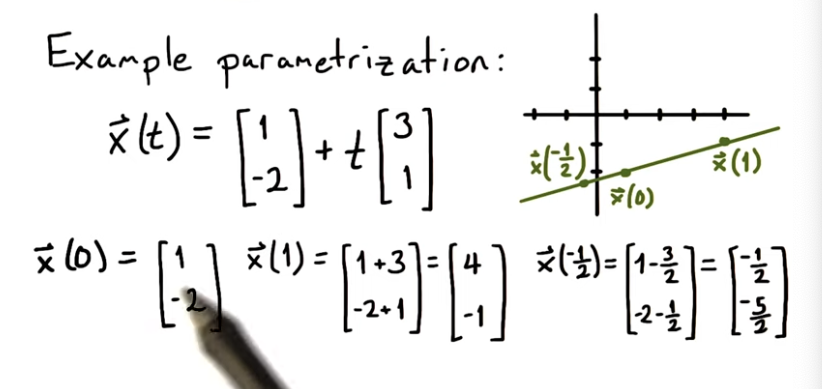 Example parametrization:
x⃗(t) = [1 -2] + t [3 1]
x⃗(-1/2) x⃗(0) x⃗(1)
x⃗(0) = [1 -2] x⃗(1) = [1+3 -2+1] = [4 -1] x⃗(-1/2) = [1-3/2 -2-1/2] = [-1/2 -5/2]